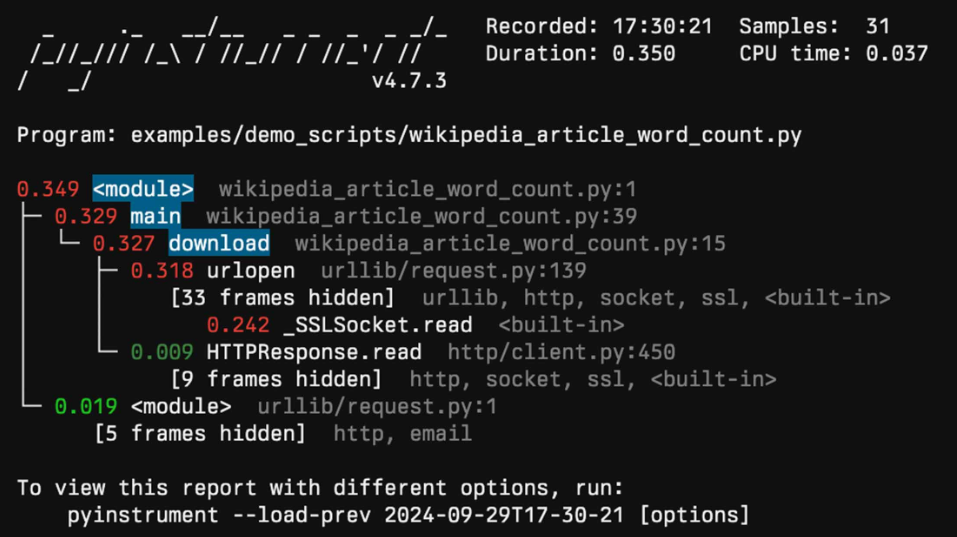 Recorded: 17:30:21  Samples:  31
Duration: 0.350     CPU time: 0.037
v4.7.3
Program: examples/demo_scripts/wikipedia_article_word_count.py
0.349 <module>  wikipedia_article_word_count.py:1
├─ 0.329 main  wikipedia_article_word_count.py:39
│  └─ 0.327 download  wikipedia_article_word_count.py:15
│     ├─ 0.318 urlopen  urllib/request.py:139
│     │     [33 frames hidden]  urllib, http, socket, ssl, <built-in>
│     │        0.242 _SSLSocket.read  <built-in>
│     └─ 0.009 HTTPResponse.read  http/client.py:450
│           [9 frames hidden]  http, socket, ssl, <built-in>
└─ 0.019 <module>  urllib/request.py:1
      [5 frames hidden]  http, email
To view this report with different options, run:
    pyinstrument --load-prev 2024-09-29T17-30-21 [options]